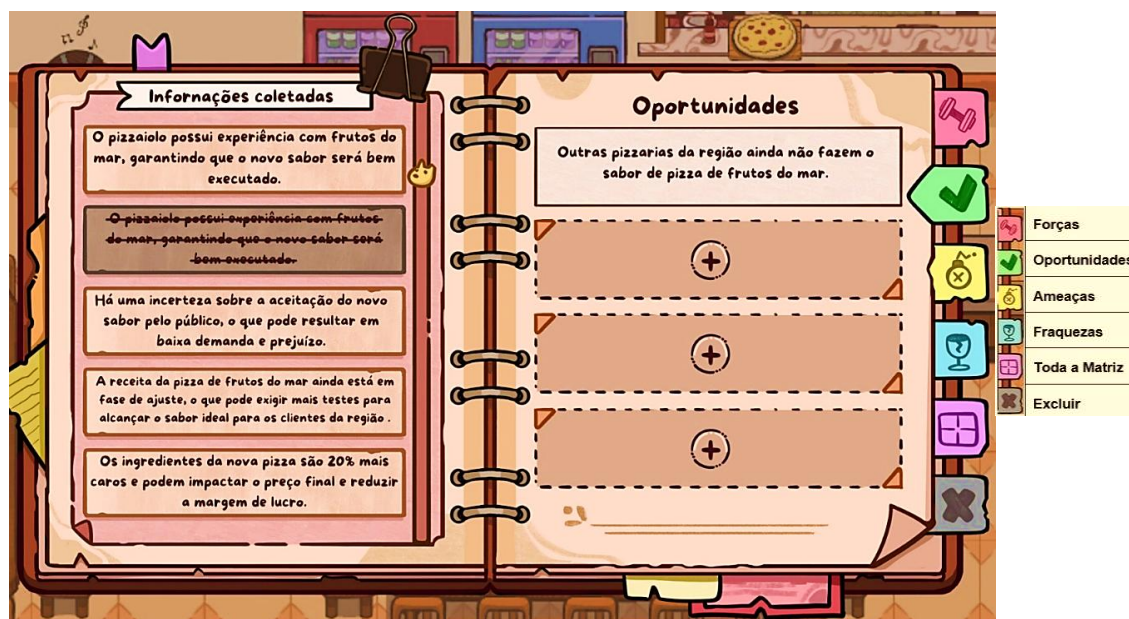 Infornações coletadas
O pizzaiolo possui experiência com frutos do
mar, garantindo que o novo sabor será bem
executado.
O pizzaiolo possui experiência com frutos
do mar, garantindo que o novo sabor será
bem executado.
Há uma incerteza sobre a aceitação do novo
sabor pelo público, o que pode resultar em
baixa demanda e prejuízo.
A receita da pizza de frutos do mar ainda está em
fase de ajuste, o que pode exigir mais testes para
alcançar o sabor ideal para os clientes da região .
Os ingredientes da nova pizza são 20% mais
caros e podem impactar o preço final e reduzir
a margem de lucro.
Oportunidades
Outras pizzarias da região ainda não fazem o
sabor de pizza de frutos do mar.
Forças
Oportunidades
Ameaças
Fraquezas
Toda a Matriz
Excluir